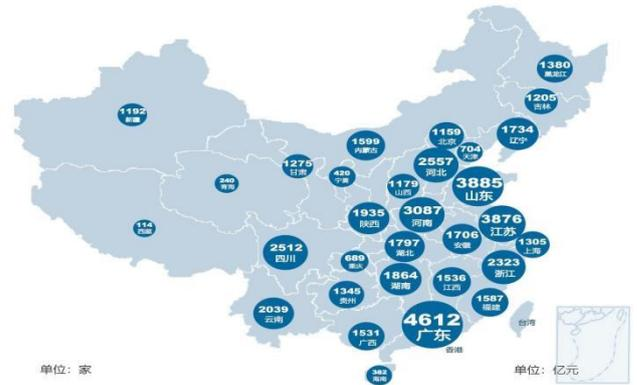 1380
黑龙江
1205
吉林
1734
辽宁
1192
新疆
1599
内蒙古
1159
北京
704
天津
2557
河北
1275
甘肃
420
宁夏
1179
山西
3885
山东
240
青海
114
西藏
1935
陕西
3087
河南
3876
江苏
1706
安徽
1305
上海
2512
四川
689
重庆
1797
湖北
2323
浙江
1345
贵州
1864
湖南
1536
江西
1587
福建
2039
云南
1531
广西
4612
广东
台湾
香港
382
海南
单位：家
单位：亿元